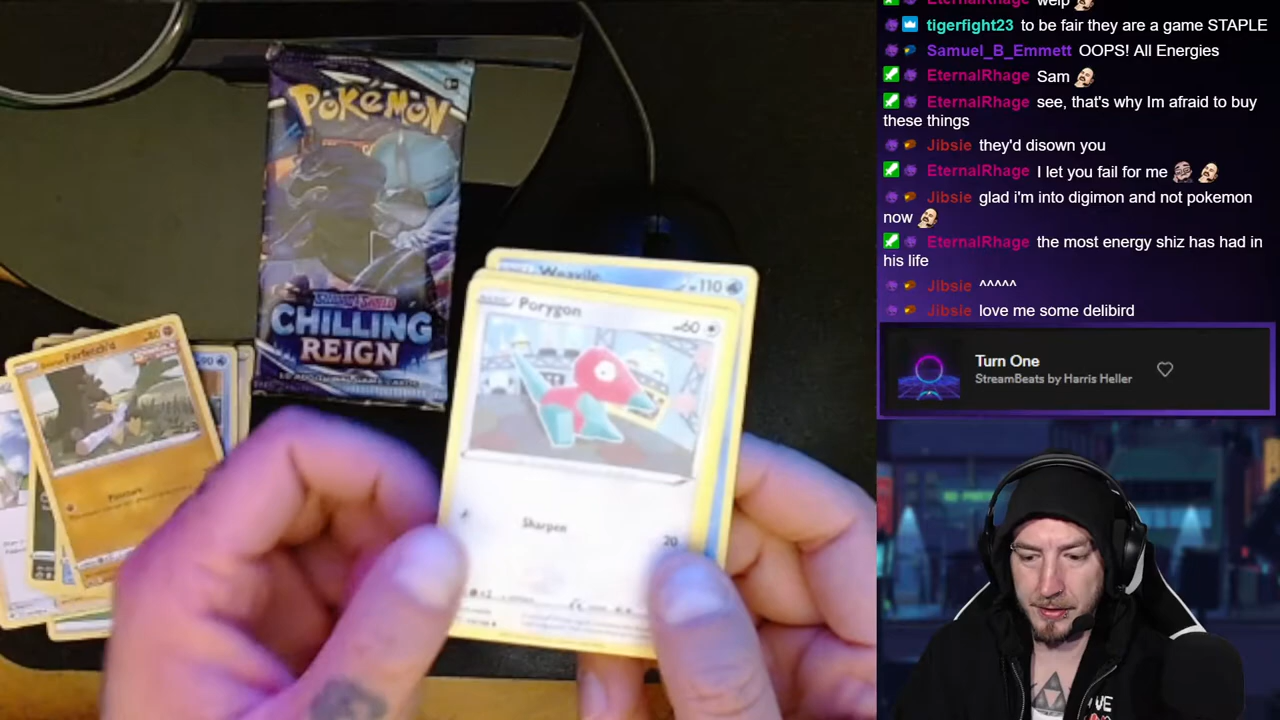 welp
tigerfight23 to be fair they are a game STAPLE
Samuel_B_Emmett OOPS! All Energies
EternalRhage Sam
EternalRhage see, that's why Im afraid to buy
these things
Jibsie they'd disown you
EternalRhage I let you fail for me
Jibsie glad i'm into digimon and not pokemon
now
EternalRhage the most energy shiz has had in
his life
Jibsie ^^^^^
Jibsie love me some delibird
Turn One
StreamBeats by Harris Heller
POKéMON
CHILLING
REIGN
Weavile 110
Porygon 60
Sharpen 20
Farfetch'd 80
90